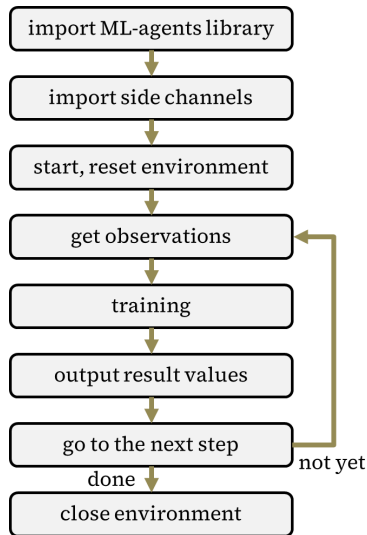 import ML-agents library
import side channels
start, reset environment
get observations
training
output result values
go to the next step
not yet
done
close environment